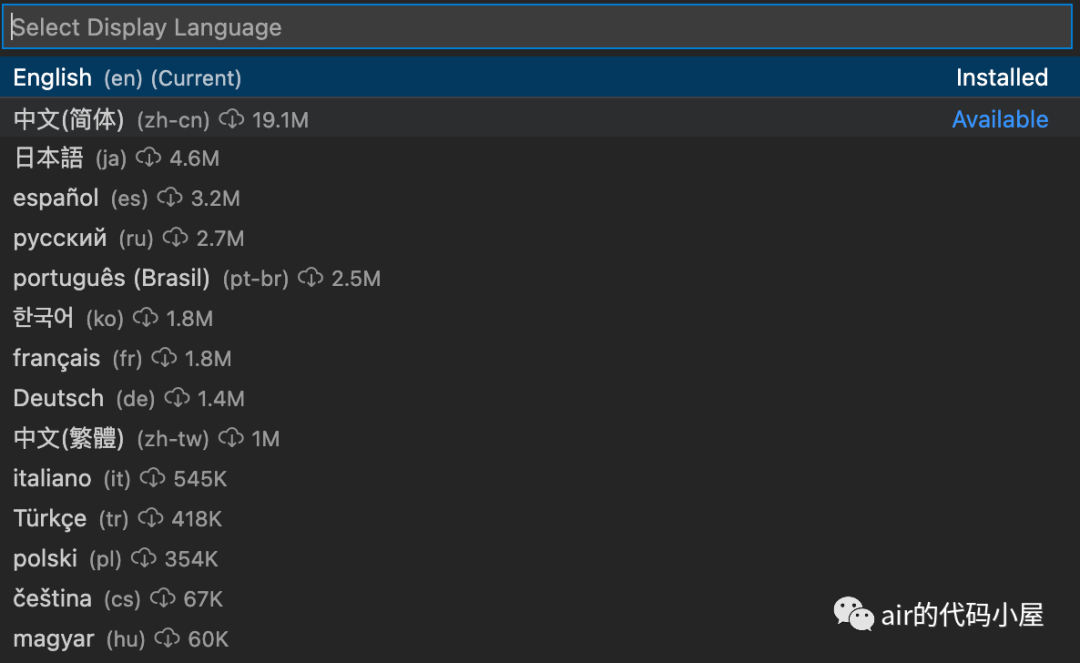 Select Display Language
English (en) (Current) Installed
中文(简体) (zh-cn) 19.1M Available
日本語 (ja) 4.6M
español (es) 3.2M
русский (ru) 2.7M
português (Brasil) (pt-br) 2.5M
한국어 (ko) 1.8M
français (fr) 1.8M
Deutsch (de) 1.4M
中文(繁體) (zh-tw) 1M
italiano (it) 545K
Türkçe (tr) 418K
polski (pl) 354K
čeština (cs) 67K
magyar (hu) 60K
air的代码小屋